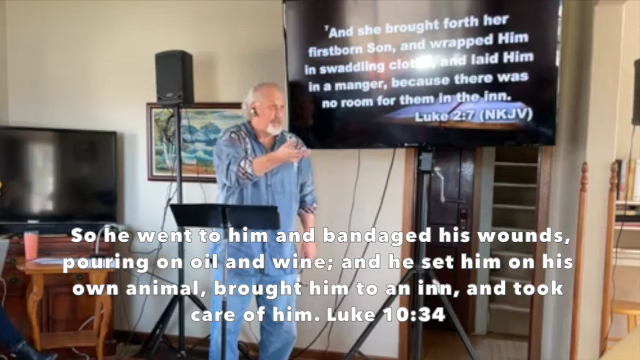 ⁷And she brought forth her
firstborn Son, and wrapped Him
in swaddling cloths, and laid Him
in a manger, because there was
no room for them in the inn.
Luke 2:7 (NKJV)
So he went to him and bandaged his wounds,
pouring on oil and wine; and he set him on his
own animal, brought him to an inn, and took
care of him. Luke 10:34